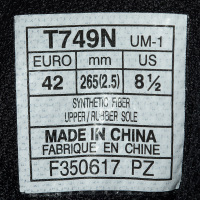 T749N UM-1
EURO mm US
42 265(2.5) 8½
SYNTHETIC FIBER
UPPER/RUBBER SOLE
MADE IN CHINA
FABRIQUE EN CHINE
F350617 PZ